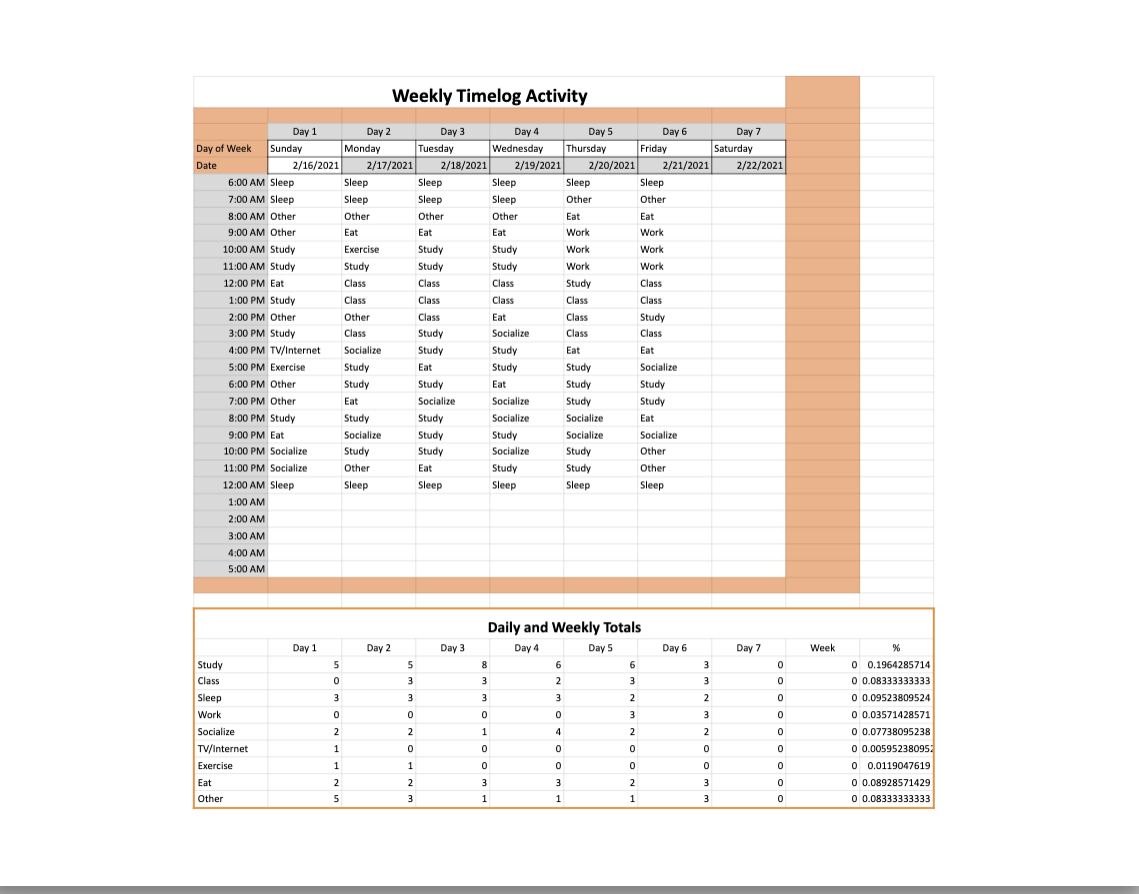 Weekly Timelog Activity
Day 1 Day 2 Day 3 Day 4 Day 5 Day 6 Day 7
Day of Week Sunday Monday Tuesday Wednesday Thursday Friday Saturday
Date 2/16/2021 2/17/2021 2/18/2021 2/19/2021 2/20/2021 2/21/2021 2/22/2021
6:00 AM Sleep Sleep Sleep Sleep Sleep Sleep
7:00 AM Sleep Sleep Sleep Sleep Other Other
8:00 AM Other Other Other Other Eat Eat
9:00 AM Other Eat Eat Eat Work Work
10:00 AM Study Exercise Study Study Work Work
11:00 AM Study Study Study Study Work Work
12:00 PM Eat Class Class Class Study Class
1:00 PM Study Class Class Class Class Class
2:00 PM Other Other Class Eat Class Study
3:00 PM Study Class Study Socialize Class Class
4:00 PM TV/Internet Socialize Study Study Eat Eat
5:00 PM Exercise Study Eat Study Study Socialize
6:00 PM Other Study Study Eat Study Study
7:00 PM Other Eat Socialize Socialize Study Study
8:00 PM Study Study Study Socialize Socialize Eat
9:00 PM Eat Socialize Study Study Socialize Socialize
10:00 PM Socialize Study Study Socialize Study Other
11:00 PM Socialize Other Eat Study Study Other
12:00 AM Sleep Sleep Sleep Sleep Sleep Sleep
1:00 AM
2:00 AM
3:00 AM
4:00 AM
5:00 AM
Daily and Weekly Totals
Day 1 Day 2 Day 3 Day 4 Day 5 Day 6 Day 7 Week %
Study 5 5 8 6 6 3 0 0 0.1964285714
Class 0 3 3 2 3 3 0 0 0.08333333333
Sleep 3 3 3 3 2 2 0 0 0.09523809524
Work 0 0 0 0 3 3 0 0 0.03571428571
Socialize 2 2 1 4 2 2 0 0 0.07738095238
TV/Internet 1 0 0 0 0 0 0 0 0.005952380952
Exercise 1 1 0 0 0 0 0 0 0.0119047619
Eat 2 2 3 3 2 3 0 0 0.08928571429
Other 5 3 1 1 1 3 0 0 0.08333333333